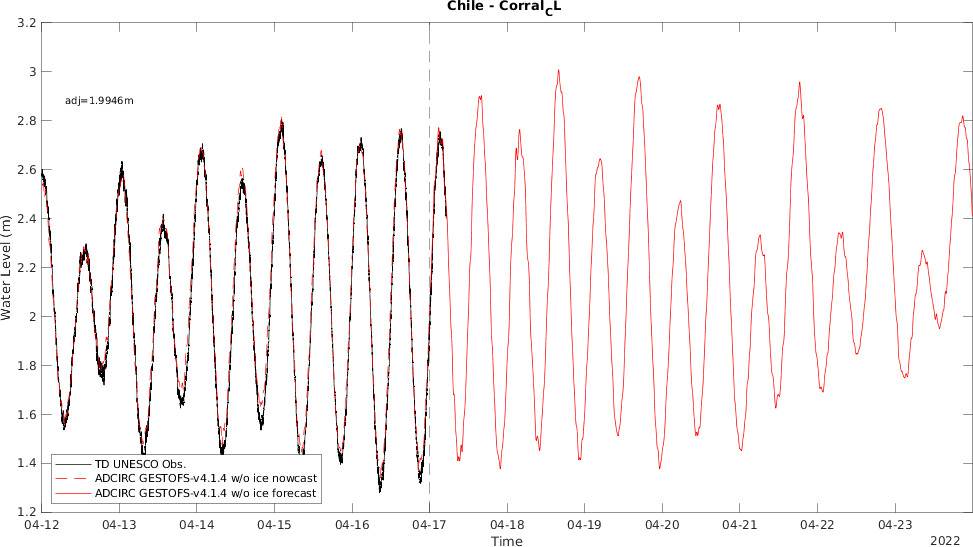 Chile - Corral_CL
3.2
3
2.8
2.6
2.4
2.2
2
1.8
1.6
1.4
1.2
Water Level (m)
adj=1.9946m
TD UNESCO Obs.
ADCIRC GESTOFS-v4.1.4 w/o ice nowcast
ADCIRC GESTOFS-v4.1.4 w/o ice forecast
04-12 04-13 04-14 04-15 04-16 04-17 04-18 04-19 04-20 04-21 04-22 04-23
Time
2022